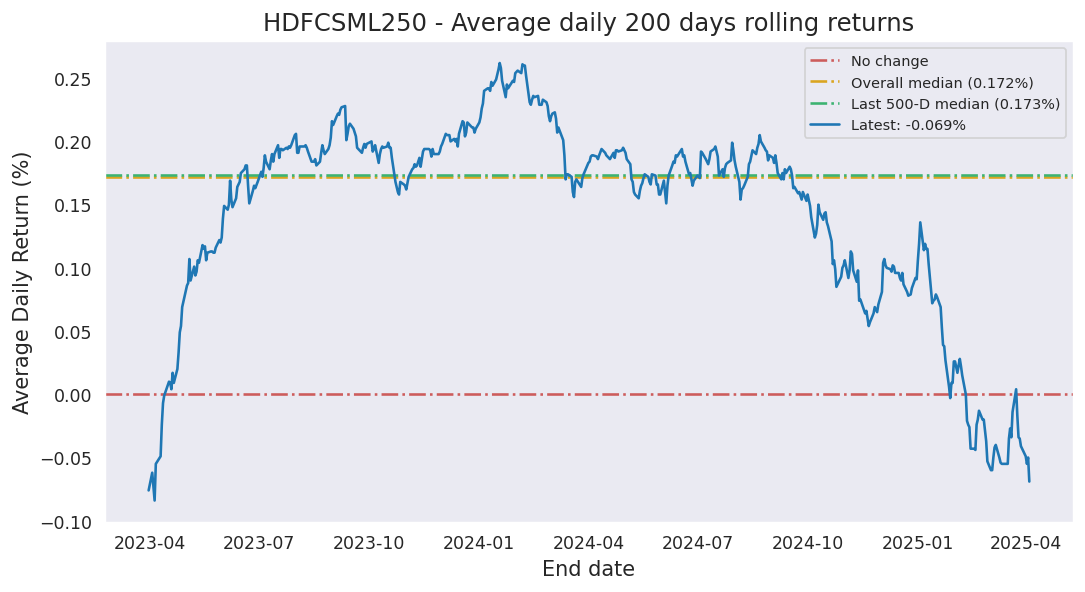 HDFCSML250 - Average daily 200 days rolling returns
No change
Overall median (0.172%)
Last 500-D median (0.173%)
Latest: -0.069%
Average Daily Return (%)
0.25
0.20
0.15
0.10
0.05
0.00
−0.05
−0.10
2023-04 2023-07 2023-10 2024-01 2024-04 2024-07 2024-10 2025-01 2025-04
End date